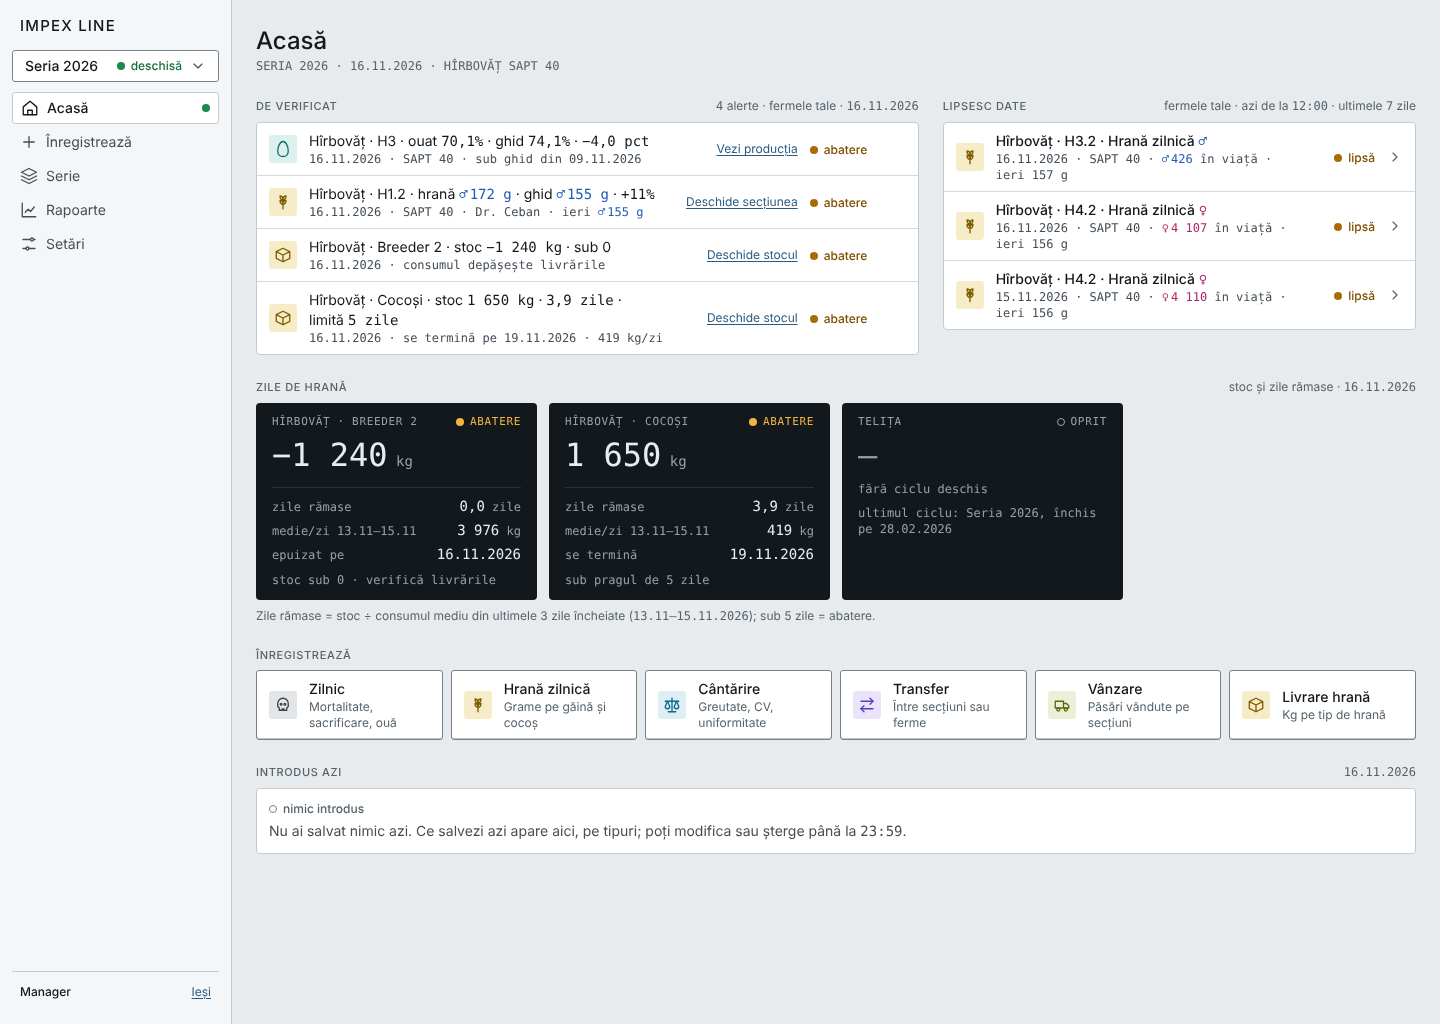 IMPEX LINE
Seria 2026 deschisă
Acasă
Înregistrează
Serie
Rapoarte
Setări
Manager Ieși
Acasă
SERIA 2026 · 16.11.2026 · HÎRBOVĂȚ SAPT 40
DE VERIFICAT 4 alerte · fermele tale · 16.11.2026
Hîrbovăț · H3 · ouat 70,1% · ghid 74,1% · −4,0 pct
16.11.2026 · SAPT 40 · sub ghid din 09.11.2026
Vezi producția abatere
Hîrbovăț · H1.2 · hrană ♂172 g · ghid ♂155 g · +11%
16.11.2026 · SAPT 40 · Dr. Ceban · ieri ♂155 g
Deschide secțiunea abatere
Hîrbovăț · Breeder 2 · stoc −1 240 kg · sub 0
16.11.2026 · consumul depășește livrările
Deschide stocul abatere
Hîrbovăț · Cocoși · stoc 1 650 kg · 3,9 zile ·
limită 5 zile
16.11.2026 · se termină pe 19.11.2026 · 419 kg/zi
Deschide stocul abatere
LIPSESC DATE fermele tale · azi de la 12:00 · ultimele 7 zile
Hîrbovăț · H3.2 · Hrană zilnică ♂
16.11.2026 · SAPT 40 · ♂426 în viață ·
ieri 157 g
lipsă
Hîrbovăț · H4.2 · Hrană zilnică ♀
16.11.2026 · SAPT 40 · ♀4 107 în viață ·
ieri 156 g
lipsă
Hîrbovăț · H4.2 · Hrană zilnică ♀
15.11.2026 · SAPT 40 · ♀4 110 în viață ·
ieri 156 g
lipsă
ZILE DE HRANĂ stoc și zile rămase · 16.11.2026
HÎRBOVĂȚ · BREEDER 2 ABATERE
−1 240 kg
zile rămase 0,0 zile
medie/zi 13.11–15.11 3 976 kg
epuizat pe 16.11.2026
stoc sub 0 · verifică livrările
HÎRBOVĂȚ · COCOȘI ABATERE
1 650 kg
zile rămase 3,9 zile
medie/zi 13.11–15.11 419 kg
se termină 19.11.2026
sub pragul de 5 zile
TELIȚA OPRIT
—
fără ciclu deschis
ultimul ciclu: Seria 2026, închis
pe 28.02.2026
Zile rămase = stoc ÷ consumul mediu din ultimele 3 zile încheiate (13.11–15.11.2026); sub 5 zile = abatere.
ÎNREGISTREAZĂ
Zilnic
Mortalitate,
sacrificare, ouă
Hrană zilnică
Grame pe găină și
cocoș
Cântărire
Greutate, CV,
uniformitate
Transfer
Între secțiuni sau
ferme
Vânzare
Păsări vândute pe
secțiuni
Livrare hrană
Kg pe tip de hrană
INTRODUS AZI 16.11.2026
nimic introdus
Nu ai salvat nimic azi. Ce salvezi azi apare aici, pe tipuri; poți modifica sau șterge până la 23:59.